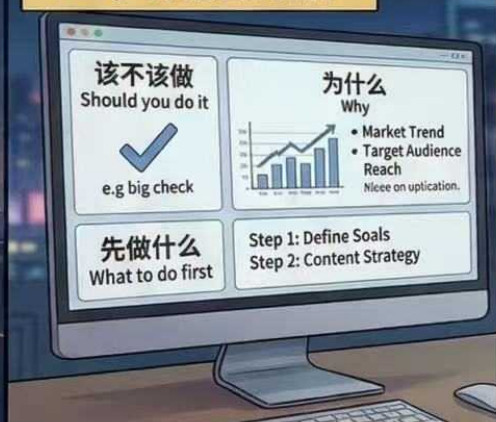 该不该做
Should you do it
e.g big check
为什么
Why
• Market Trend
• Target Audience
Reach
Nicee on uptication.
先做什么
What to do first
Step 1: Define Soals
Step 2: Content Strategy